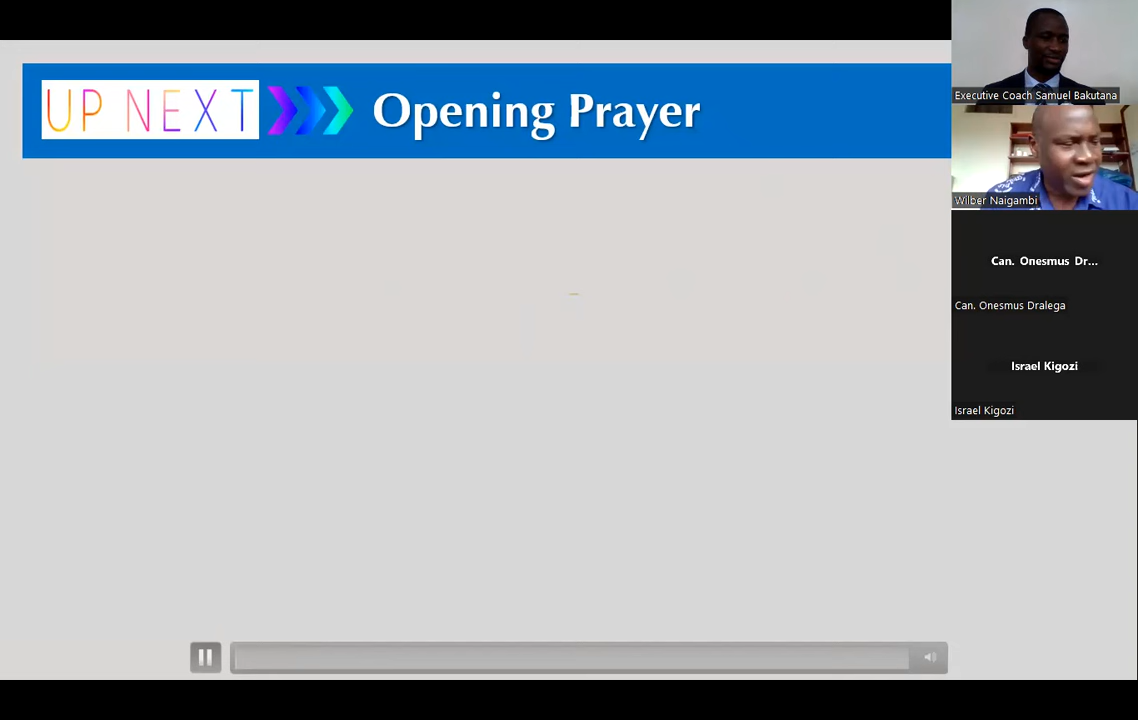 UP NEXT Opening Prayer
Executive Coach Samuel Bakutana
Wilber Naigambi
Can. Onesmus Dr...
Can. Onesmus Dralega
Israel Kigozi
Israel Kigozi